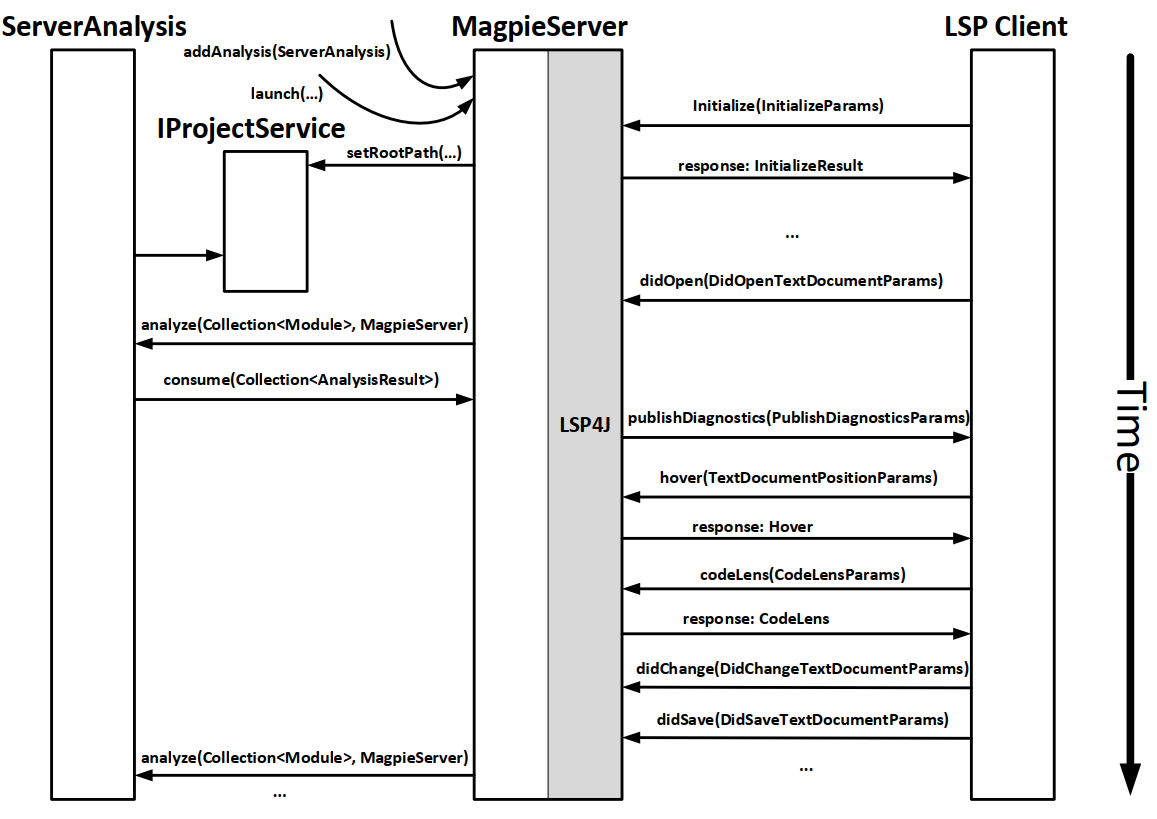 ServerAnalysis
MagpieServer
LSP Client
addAnalysis(ServerAnalysis)
launch(...)
Initialize(InitializeParams)
IProjectService
setRootPath(...)
response: InitializeResult
...
didOpen(DidOpenTextDocumentParams)
analyze(Collection<Module>, MagpieServer)
consume(Collection<AnalysisResult>)
LSP4J
publishDiagnostics(PublishDiagnosticsParams)
Time
hover(TextDocumentPositionParams)
response: Hover
codeLens(CodeLensParams)
response: CodeLens
didChange(DidChangeTextDocumentParams)
didSave(DidSaveTextDocumentParams)
analyze(Collection<Module>, MagpieServer)
...
...